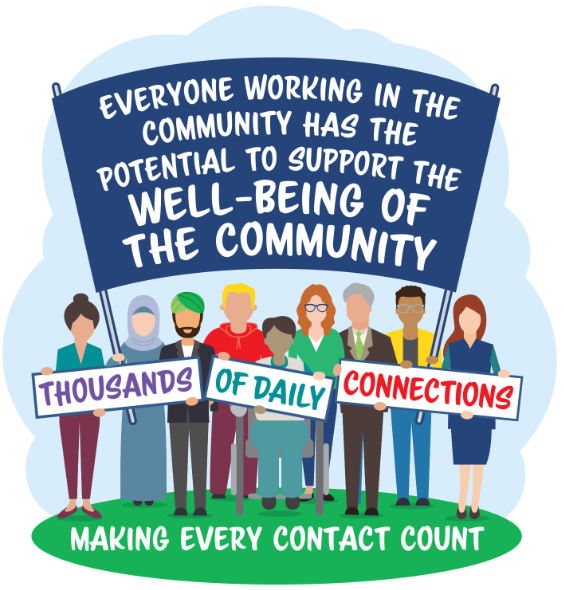 EVERYONE WORKING IN THE
COMMUNITY HAS THE
POTENTIAL TO SUPPORT THE
WELL-BEING OF
THE COMMUNITY
THOUSANDS
OF DAILY
CONNECTIONS
MAKING EVERY CONTACT COUNT